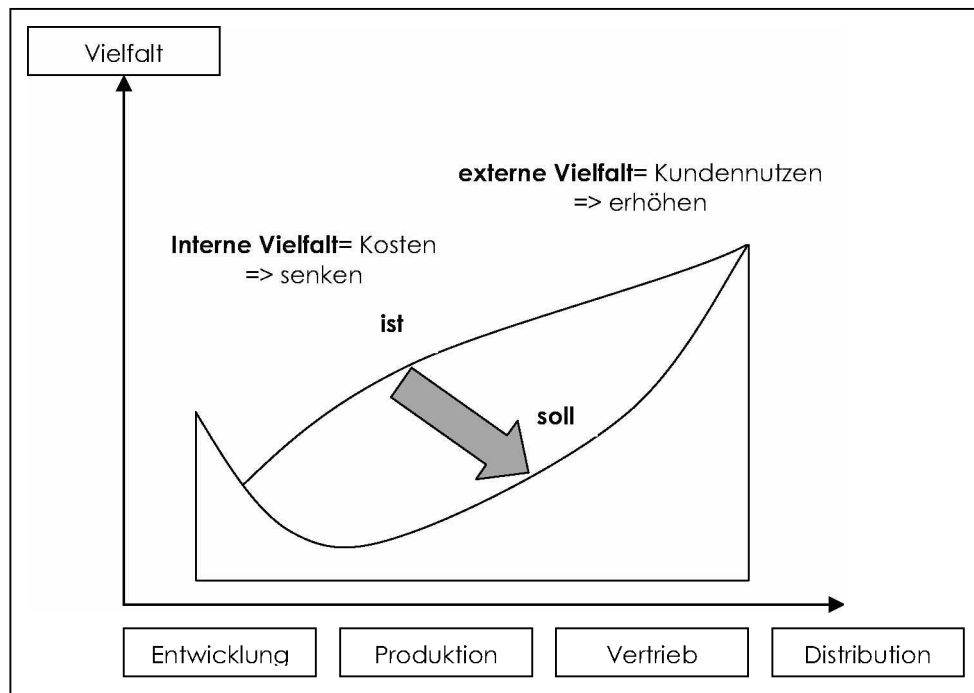 Vielfalt
externe Vielfalt= Kundennutzen
=> erhöhen
Interne Vielfalt= Kosten
=> senken
ist
soll
Entwicklung
Produktion
Vertrieb
Distribution